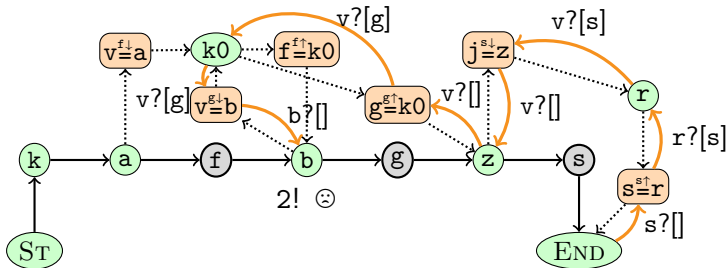 v?[g] v?[s]
v≝a f↓ k0 f≝k0 f↑ j≝z s↓
v?[g] v≝b g↓ b?[] g≝k0 g↑ v?[] v?[] r
r?[s]
k a f b g z s
s≝r s↑
2! ☹
s?[]
ST END